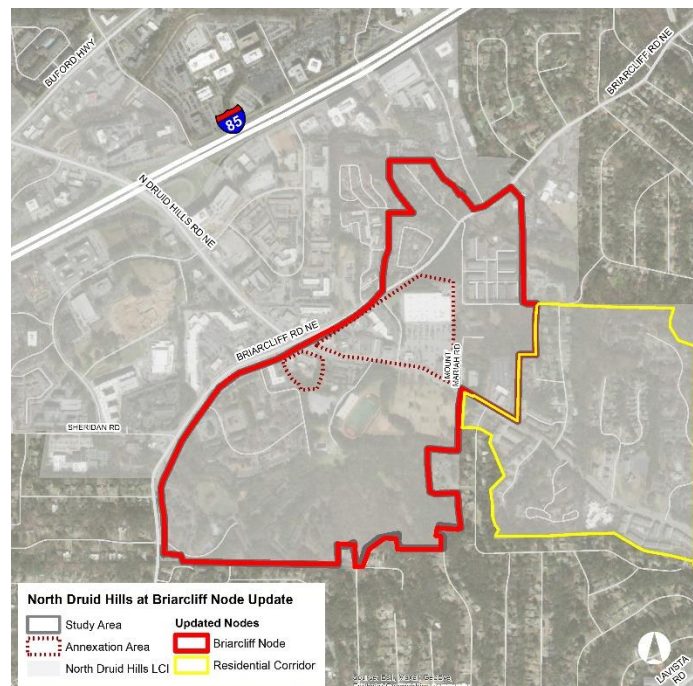 BUFORD HWY
BRIARCLIFF RD NE
85
N DRUID HILLS RD NE
BRIARCLIFF RD NE
MOUNT
MARIAH RD
SHERIDAN RD
North Druid Hills at Briarcliff Node Update
Study Area
Updated Nodes
Annexation Area
Briarcliff Node
North Druid Hills LCI
Residential Corridor
LAVISTA
RD